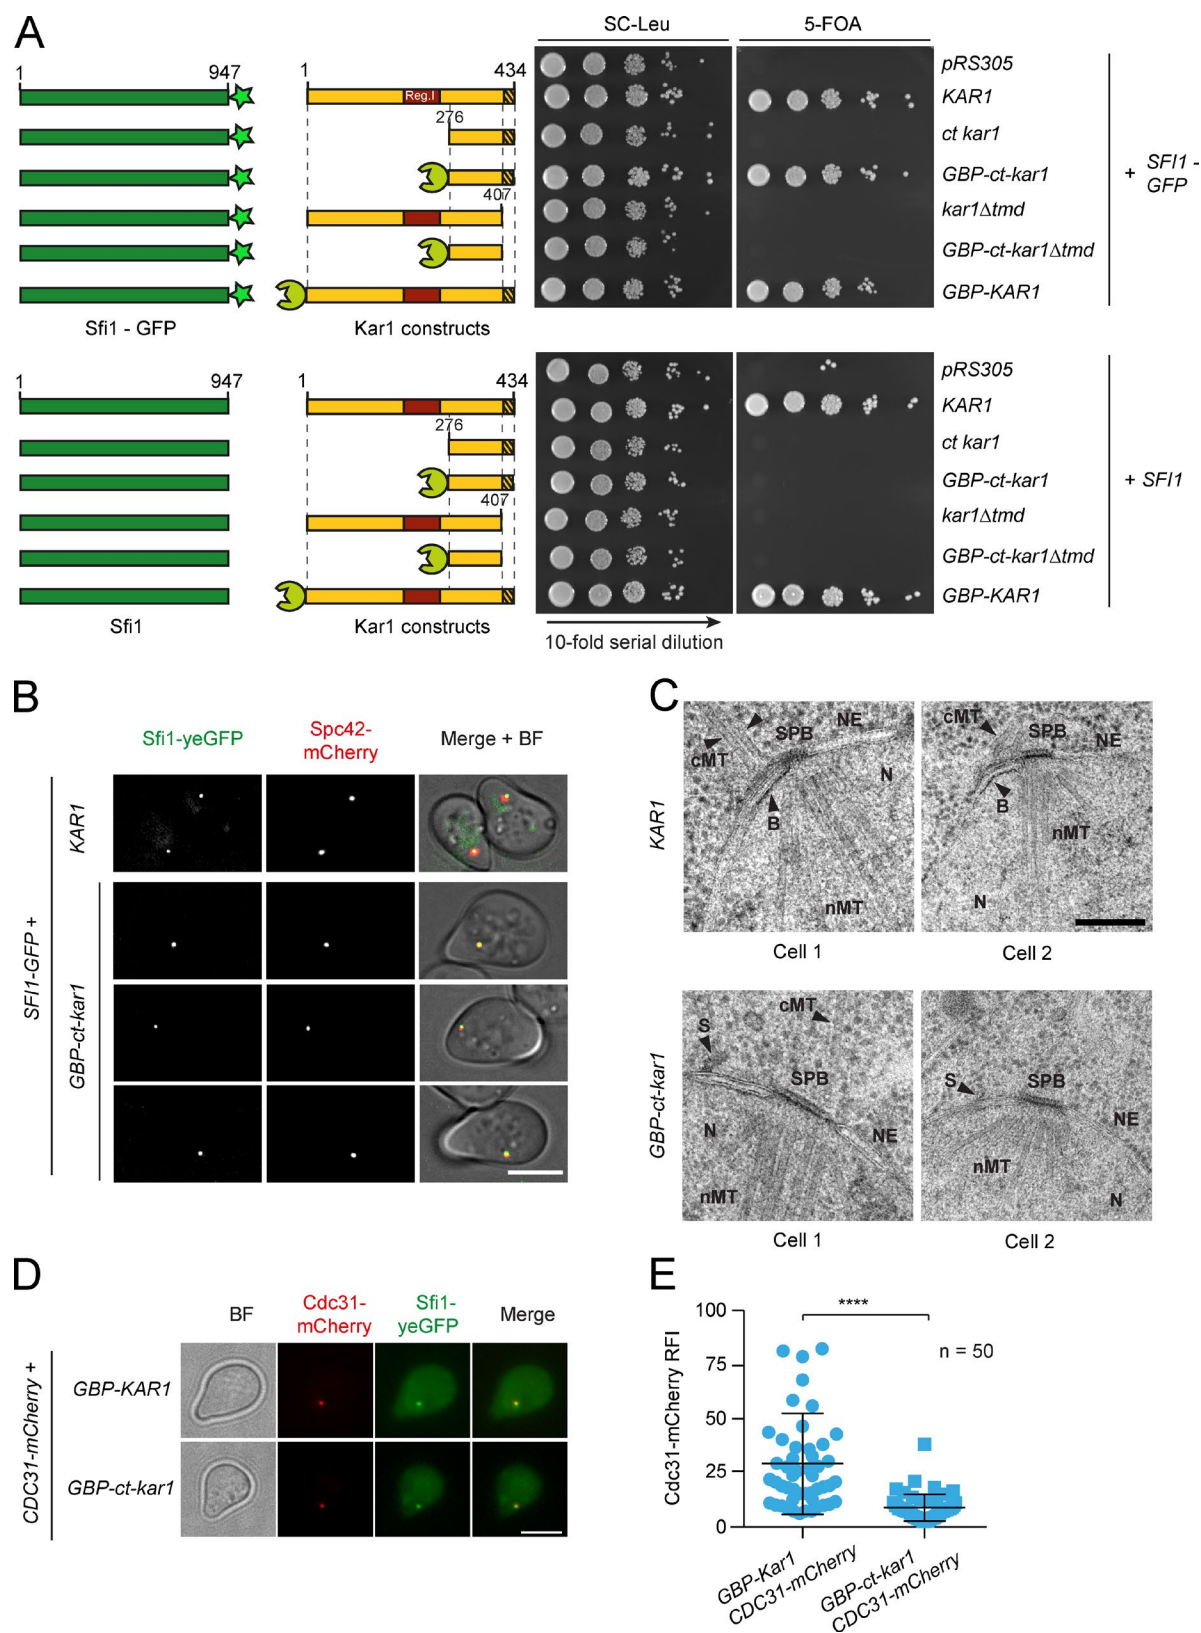 A
SC-Leu
5-FOA
1
947
1
434
Reg.I
276
407
pRS305
KAR1
ct kar1
GBP-ct-kar1
kar1Δtmd
GBP-ct-kar1Δtmd
GBP-KAR1
+ SFI1 -
GFP
Sfi1 - GFP
Kar1 constructs
1
947
1
434
276
407
pRS305
KAR1
ct kar1
GBP-ct-kar1
kar1Δtmd
GBP-ct-kar1Δtmd
GBP-KAR1
+ SFI1
Sfi1
Kar1 constructs
10-fold serial dilution
B
Sfi1-yeGFP
Spc42-
mCherry
Merge + BF
KAR1
SFI1-GFP +
GBP-ct-kar1
C
KAR1
cMT
SPB
NE
N
B
nMT
Cell 1
cMT
SPB
NE
B
nMT
N
Cell 2
GBP-ct-kar1
cMT
S
SPB
N
NE
nMT
Cell 1
S
SPB
NE
nMT
N
Cell 2
D
BF
Cdc31-
mCherry
Sfi1-
yeGFP
Merge
CDC31-mCherry +
GBP-KAR1
GBP-ct-kar1
E
Cdc31-mCherry RFI
100
75
50
25
0
****
n = 50
GBP-Kar1
CDC31-mCherry
GBP-ct-kar1
CDC31-mCherry